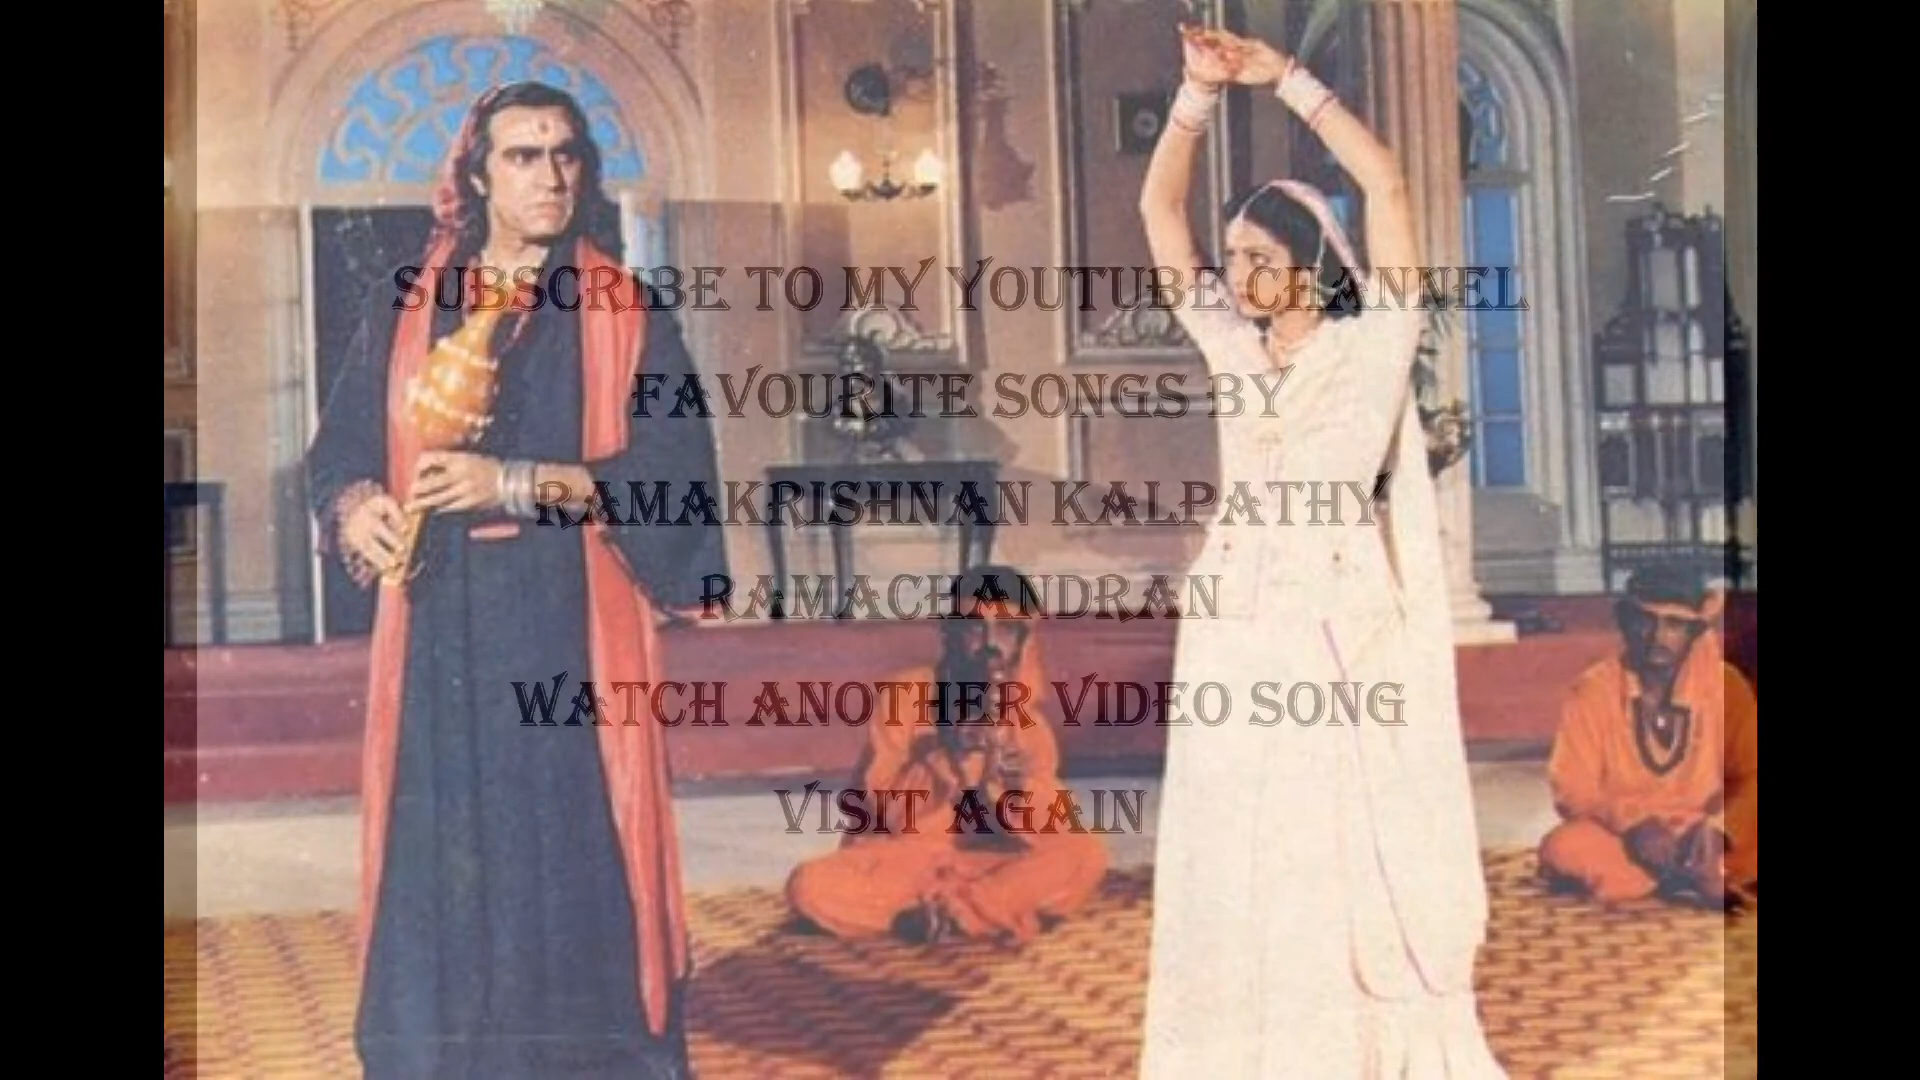 SUBSCRIBE TO MY YOUTUBE CHANNEL
FAVOURITE SONGS BY
RAMAKRISHNAN KALPATHY
RAMACHANDRAN
WATCH ANOTHER VIDEO SONG
VISIT AGAIN